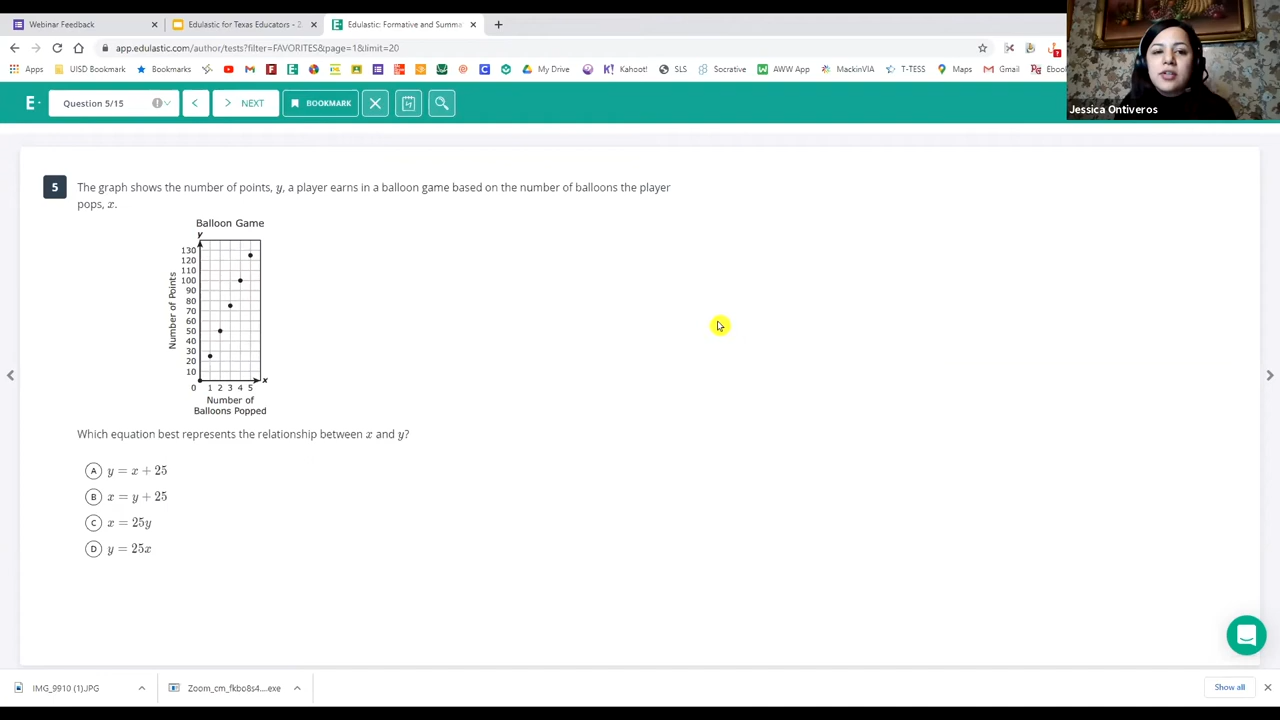 Webinar Feedback
Edulastic for Texas Educators - 2
Edulastic: Formative and Summa
app.edulastic.com/author/tests?filter=FAVORITES&page=1&limit=20
Apps UISD Bookmark Bookmarks My Drive Kahoot! SLS Socrative AWW App MackinVIA T-TESS Maps Gmail Eboo
Jessica Ontiveros
E Question 5/15 NEXT BOOKMARK
5 The graph shows the number of points, y, a player earns in a balloon game based on the number of balloons the player
pops, x.
Balloon Game
y
130
120
110
100
90
80
70
60
50
40
30
20
10
0 1 2 3 4 5
x
Number of Points
Number of
Balloons Popped
Which equation best represents the relationship between x and y?
A y = x + 25
B x = y + 25
C x = 25y
D y = 25x
IMG_9910 (1).JPG
Zoom_cm_fkbo8s4....exe
Show all